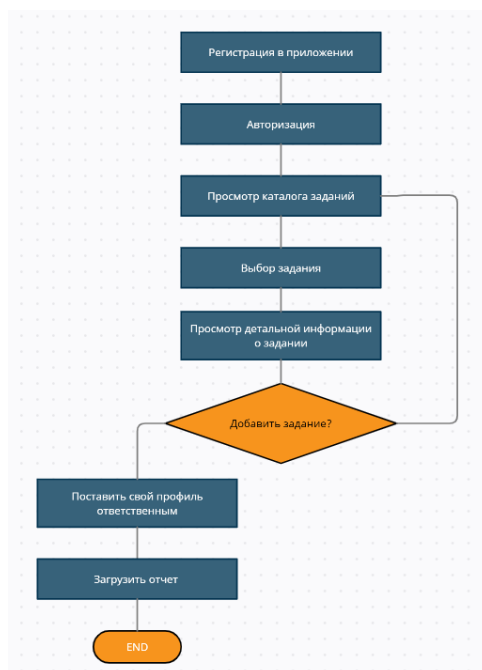 Регистрация в приложении
Авторизация
Просмотр каталога заданий
Выбор задания
Просмотр детальной информации
о задании
Добавить задание?
Поставить свой профиль
ответственным
Загрузить отчет
END